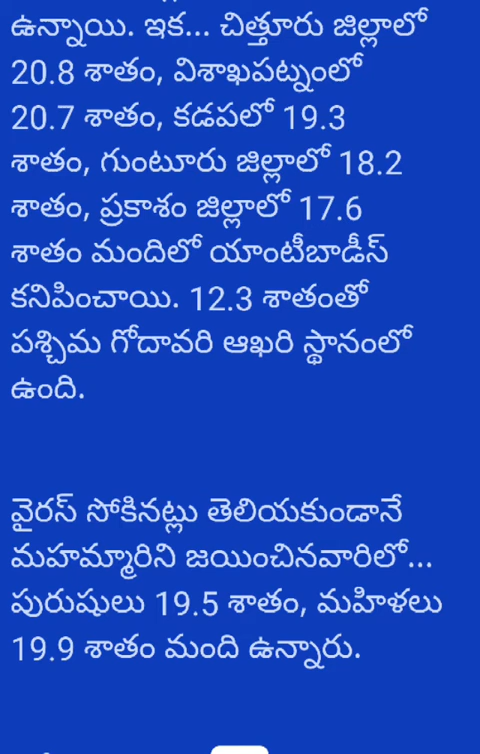 ఉన్నాయి. ఇక... చిత్తూరు జిల్లాలో
20.8 శాతం, విశాఖపట్నంలో
20.7 శాతం, కడపలో 19.3
శాతం, గుంటూరు జిల్లాలో 18.2
శాతం, ప్రకాశం జిల్లాలో 17.6
శాతం మందిలో యాంటీబాడీస్
కనిపించాయి. 12.3 శాతంతో
పశ్చిమ గోదావరి ఆఖరి స్థానంలో
ఉంది.
వైరస్ సోకినట్లు తెలియకుండానే
మహమ్మారిని జయించినవారిలో...
పురుషులు 19.5 శాతం, మహిళలు
19.9 శాతం మంది ఉన్నారు.